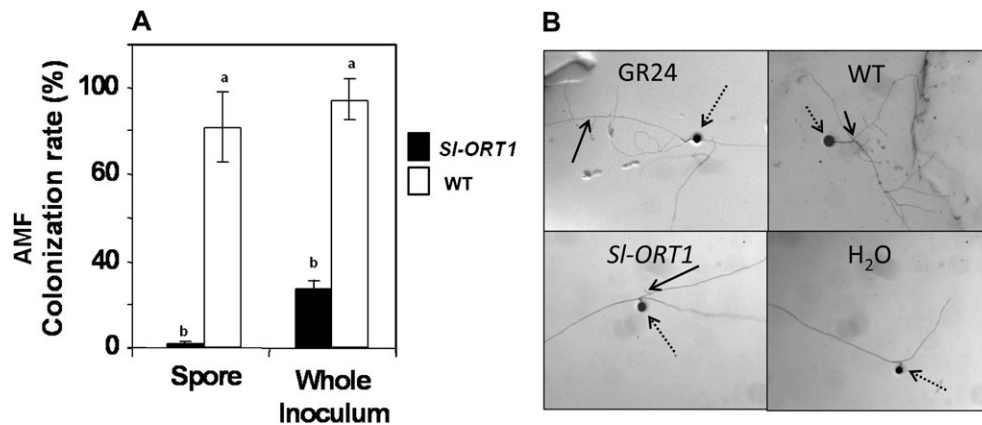 A
AMF
Colonization rate (%)
100
80
60
40
20
0
a
b
a
b
Spore
Whole
Inoculum
Sl-ORT1
WT
B
GR24
WT
Sl-ORT1
H₂O